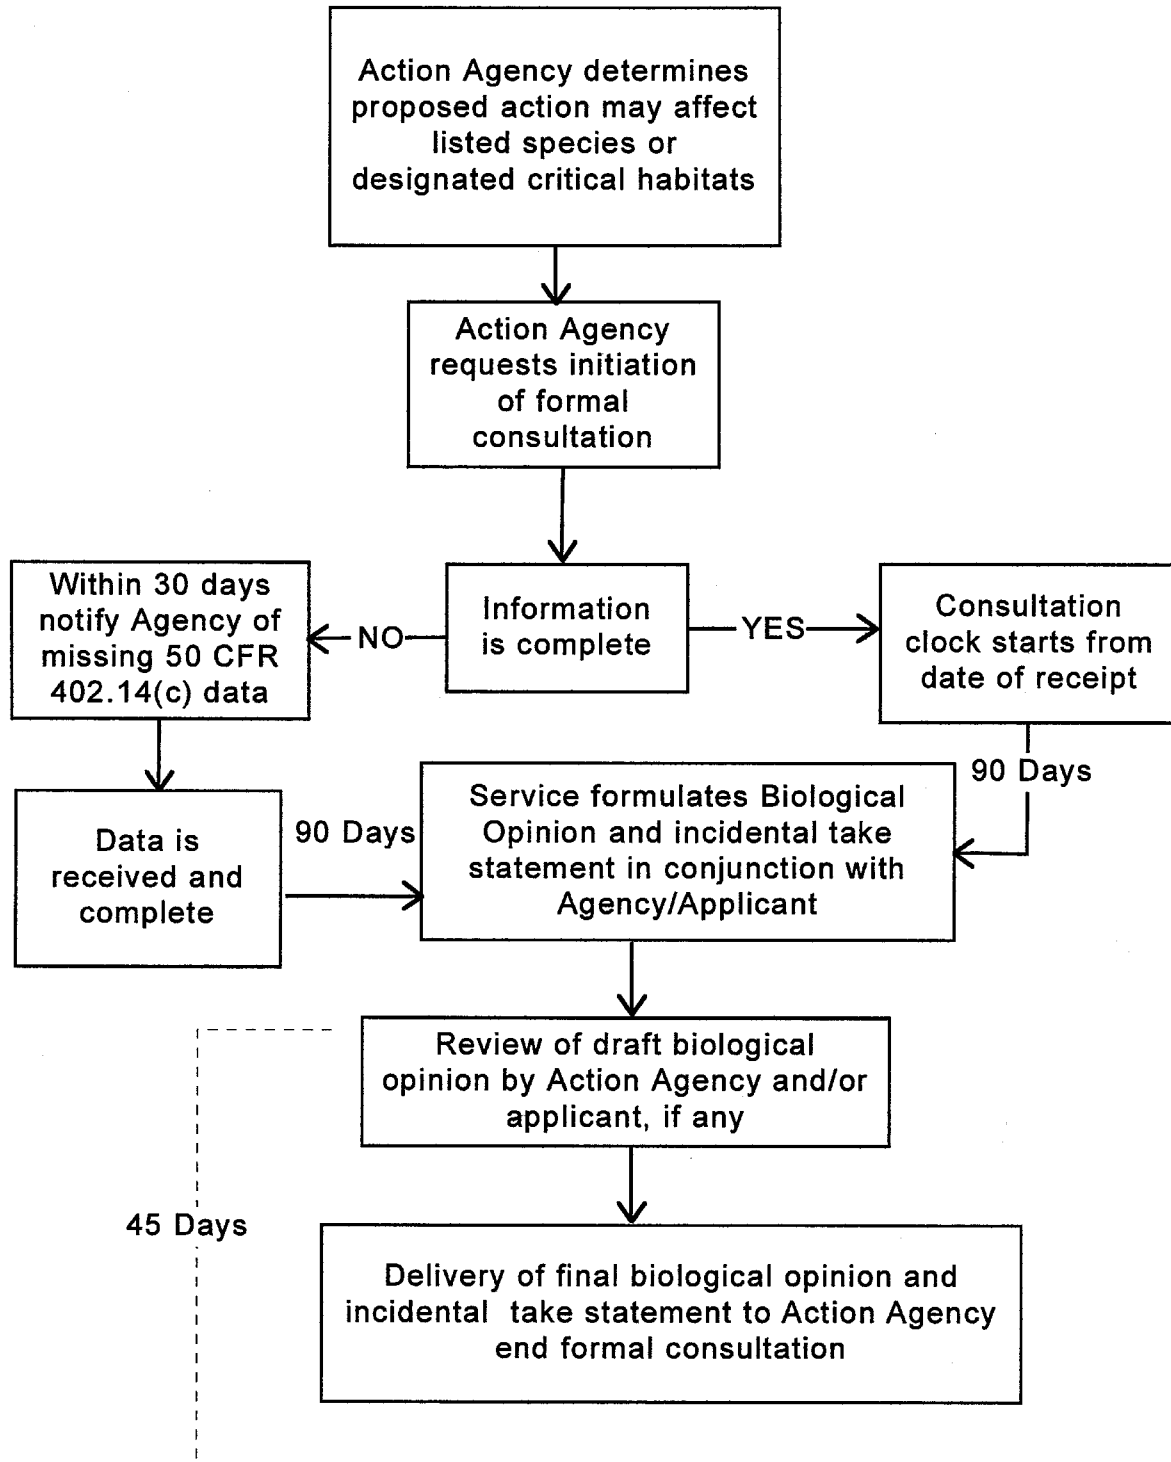 Action Agency determines
proposed action may affect
listed species or
designated critical habitats
Action Agency
requests initiation
of formal
consultation
Information
is complete
NO
YES
Within 30 days
notify Agency of
missing 50 CFR
402.14(c) data
Consultation
clock starts from
date of receipt
90 Days
Data is
received and
complete
90 Days
Service formulates Biological
Opinion and incidental take
statement in conjunction with
Agency/Applicant
Review of draft biological
opinion by Action Agency and/or
applicant, if any
45 Days
Delivery of final biological opinion and
incidental take statement to Action Agency
end formal consultation